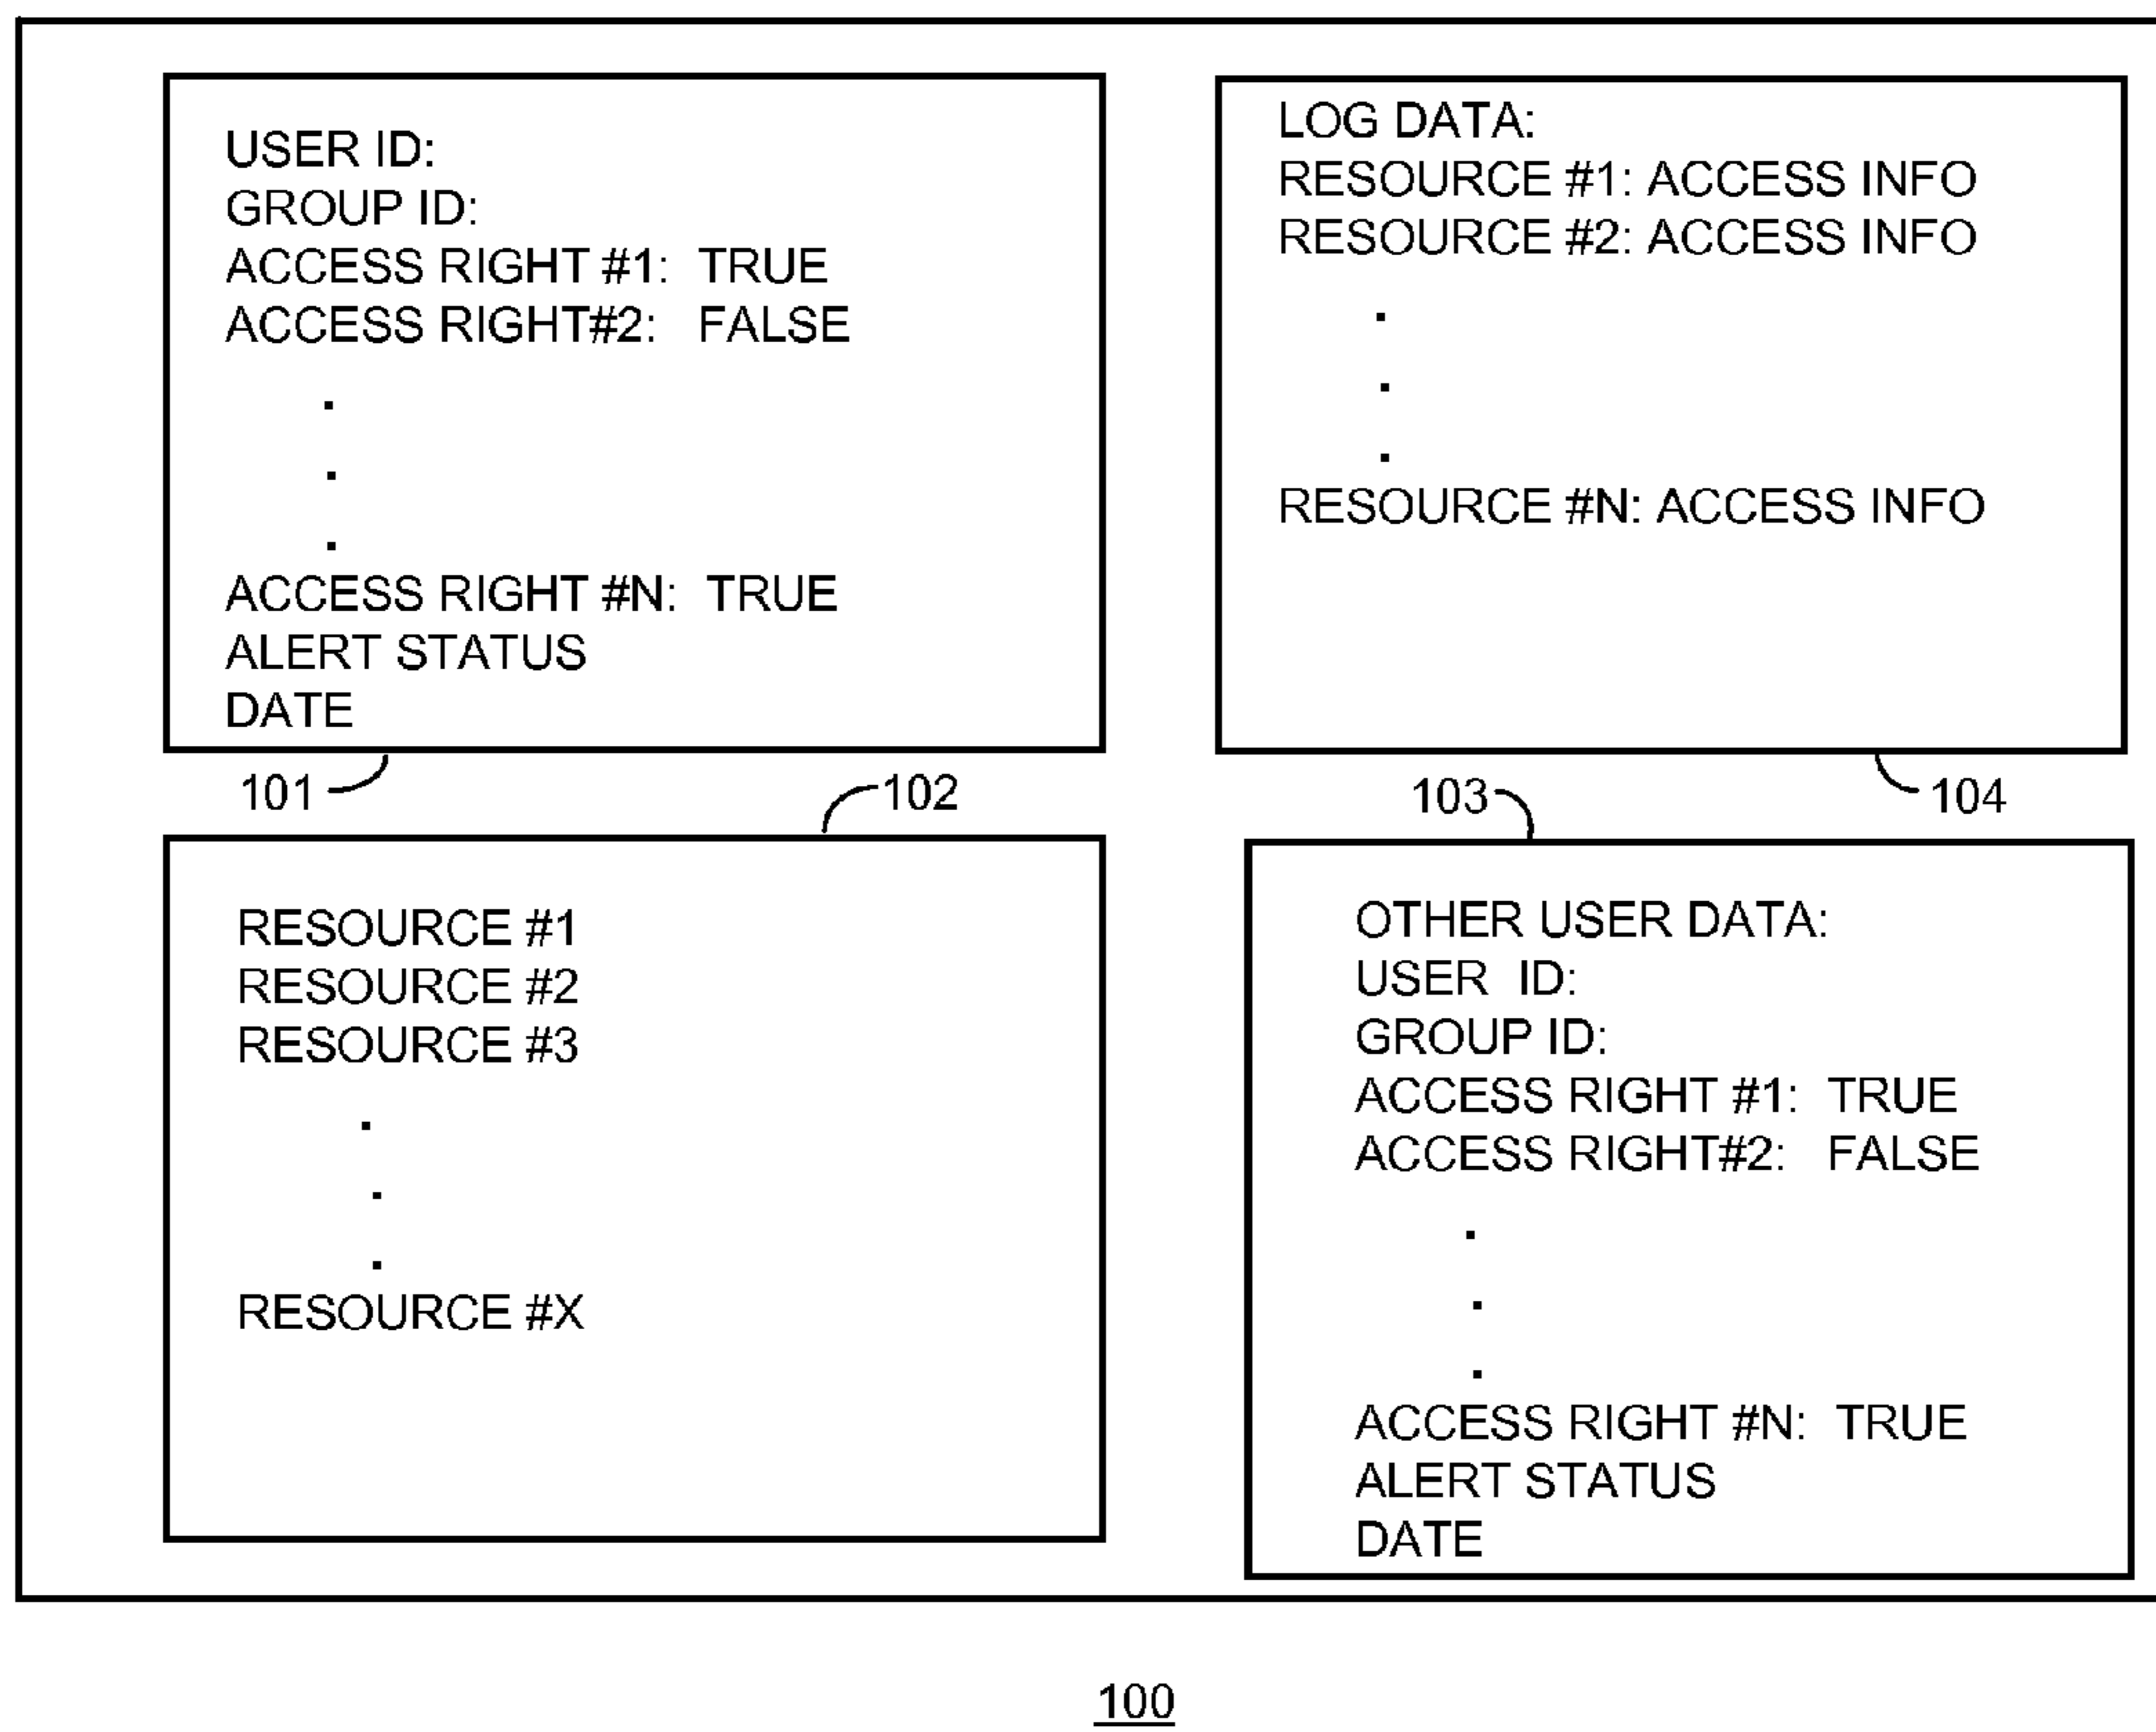 USER ID:
GROUP ID:
ACCESS RIGHT #1: TRUE
ACCESS RIGHT#2: FALSE
.
.
.
ACCESS RIGHT #N: TRUE
ALERT STATUS
DATE
101
LOG DATA:
RESOURCE #1: ACCESS INFO
RESOURCE #2: ACCESS INFO
.
.
.
RESOURCE #N: ACCESS INFO
104
102
RESOURCE #1
RESOURCE #2
RESOURCE #3
.
.
.
RESOURCE #X
103
OTHER USER DATA:
USER ID:
GROUP ID:
ACCESS RIGHT #1: TRUE
ACCESS RIGHT#2: FALSE
.
.
.
ACCESS RIGHT #N: TRUE
ALERT STATUS
DATE
100